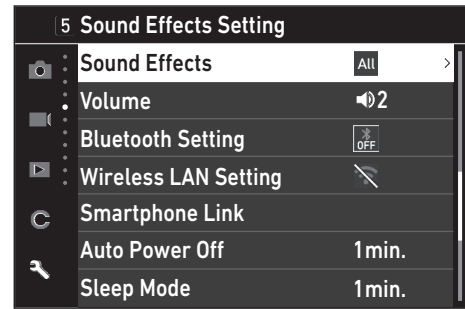 5 Sound Effects Setting
Sound Effects All
Volume 2
Bluetooth Setting OFF
Wireless LAN Setting
Smartphone Link
C
Auto Power Off 1min.
Sleep Mode 1min.